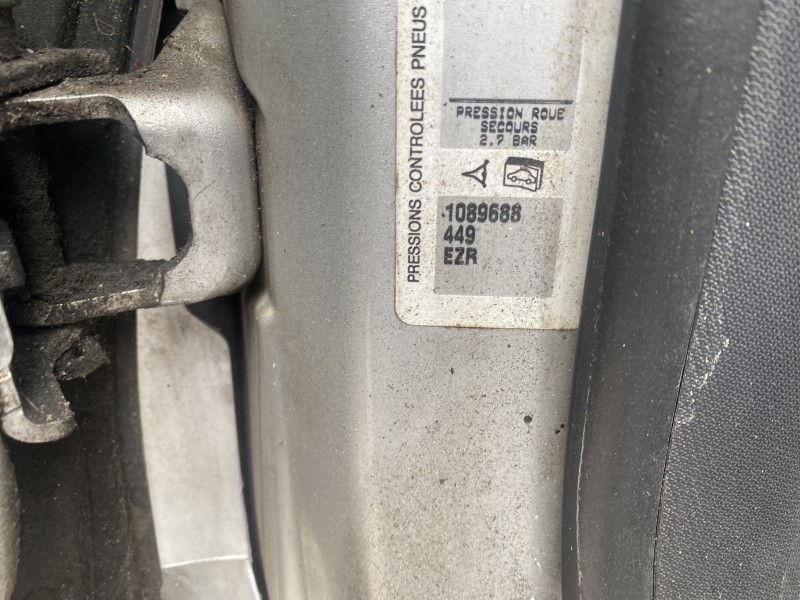 PRESSIONS CONTROLEES PNEUS
PRESSION ROUE
SECOURS
2.7 BAR
1089688
449
EZR